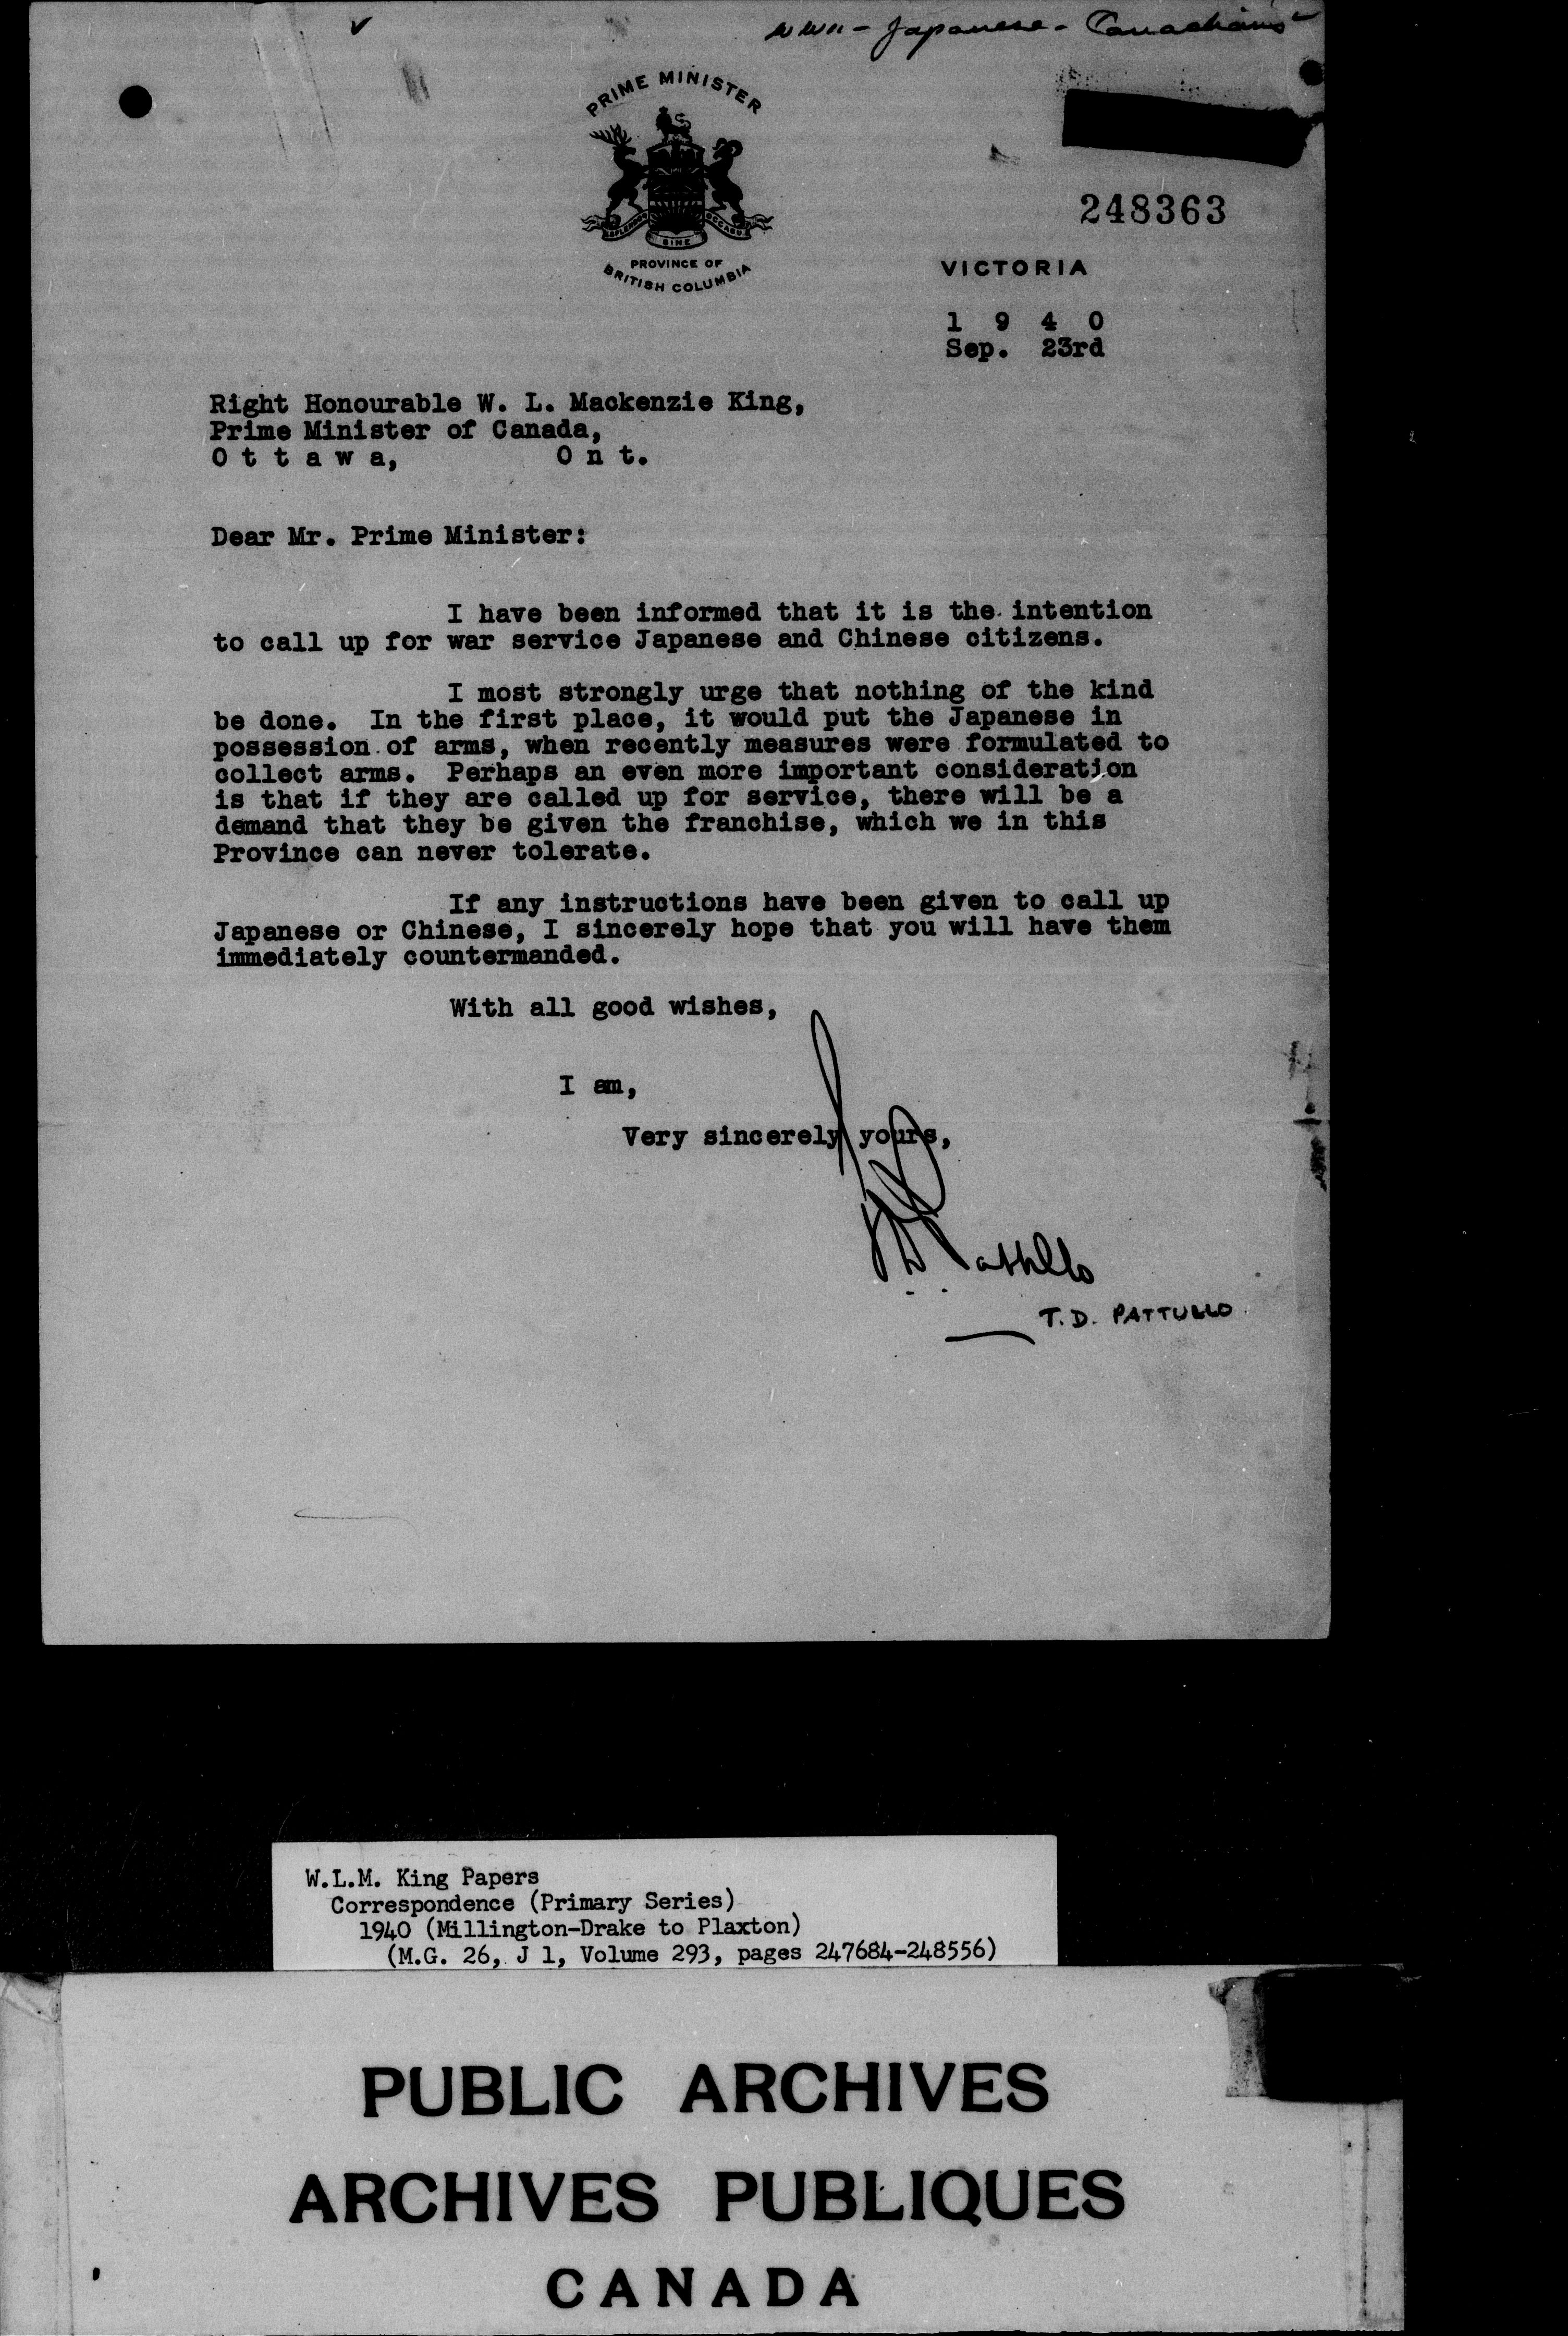 WWII - Japanese - Canadians
PRIME MINISTER
SPLENDOR SINE OCCASU
PROVINCE OF
BRITISH COLUMBIA
248363
VICTORIA
1 9 4 0
Sep. 23rd
Right Honourable W. L. Mackenzie King,
Prime Minister of Canada,
O t t a w a, O n t.
Dear Mr. Prime Minister:
I have been informed that it is the intention
to call up for war service Japanese and Chinese citizens.
I most strongly urge that nothing of the kind
be done. In the first place, it would put the Japanese in
possession of arms, when recently measures were formulated to
collect arms. Perhaps an even more important consideration
is that if they are called up for service, there will be a
demand that they be given the franchise, which we in this
Province can never tolerate.
If any instructions have been given to call up
Japanese or Chinese, I sincerely hope that you will have them
immediately countermanded.
With all good wishes,
I am,
Very sincerely yours,
TDPattullo
T.D. PATTULLO
W.L.M. King Papers
Correspondence (Primary Series)
1940 (Millington-Drake to Plaxton)
(M.G. 26, J 1, Volume 293, pages 247684-248556)
PUBLIC ARCHIVES
ARCHIVES PUBLIQUES
CANADA